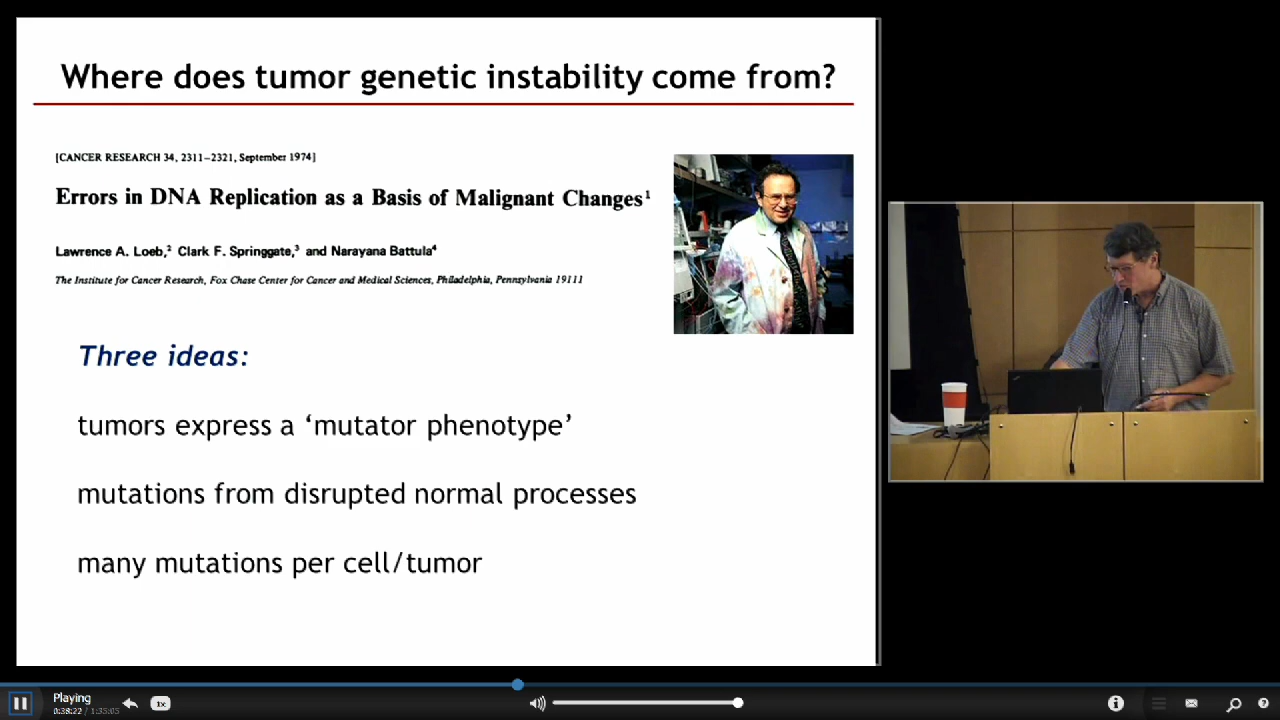 Where does tumor genetic instability come from?
[CANCER RESEARCH 34, 2311–2321, September 1974]
Errors in DNA Replication as a Basis of Malignant Changes¹
Lawrence A. Loeb,² Clark F. Springgate,³ and Narayana Battula⁴
The Institute for Cancer Research, Fox Chase Center for Cancer and Medical Sciences, Philadelphia, Pennsylvania 19111
Three ideas:
tumors express a ‘mutator phenotype’
mutations from disrupted normal processes
many mutations per cell/tumor
Playing
1x
0:38:22 / 1:35:05